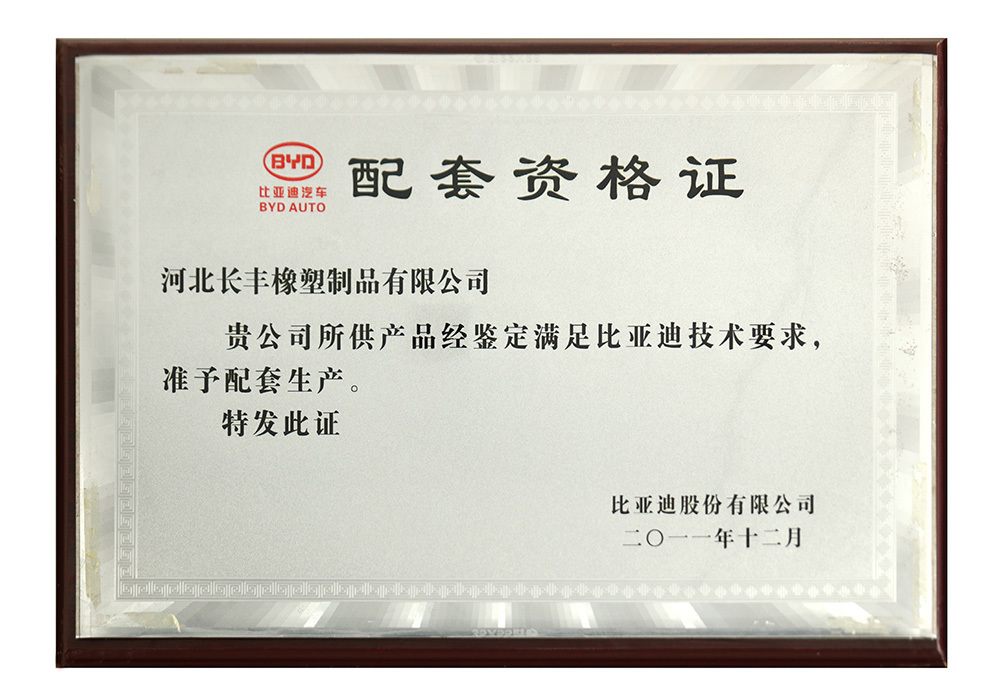 BYD
比亚迪汽车
BYD AUTO
配套资格证
河北长丰橡塑制品有限公司
贵公司所供产品经鉴定满足比亚迪技术要求，
准予配套生产。
特发此证
比亚迪股份有限公司
二〇一一年十二月